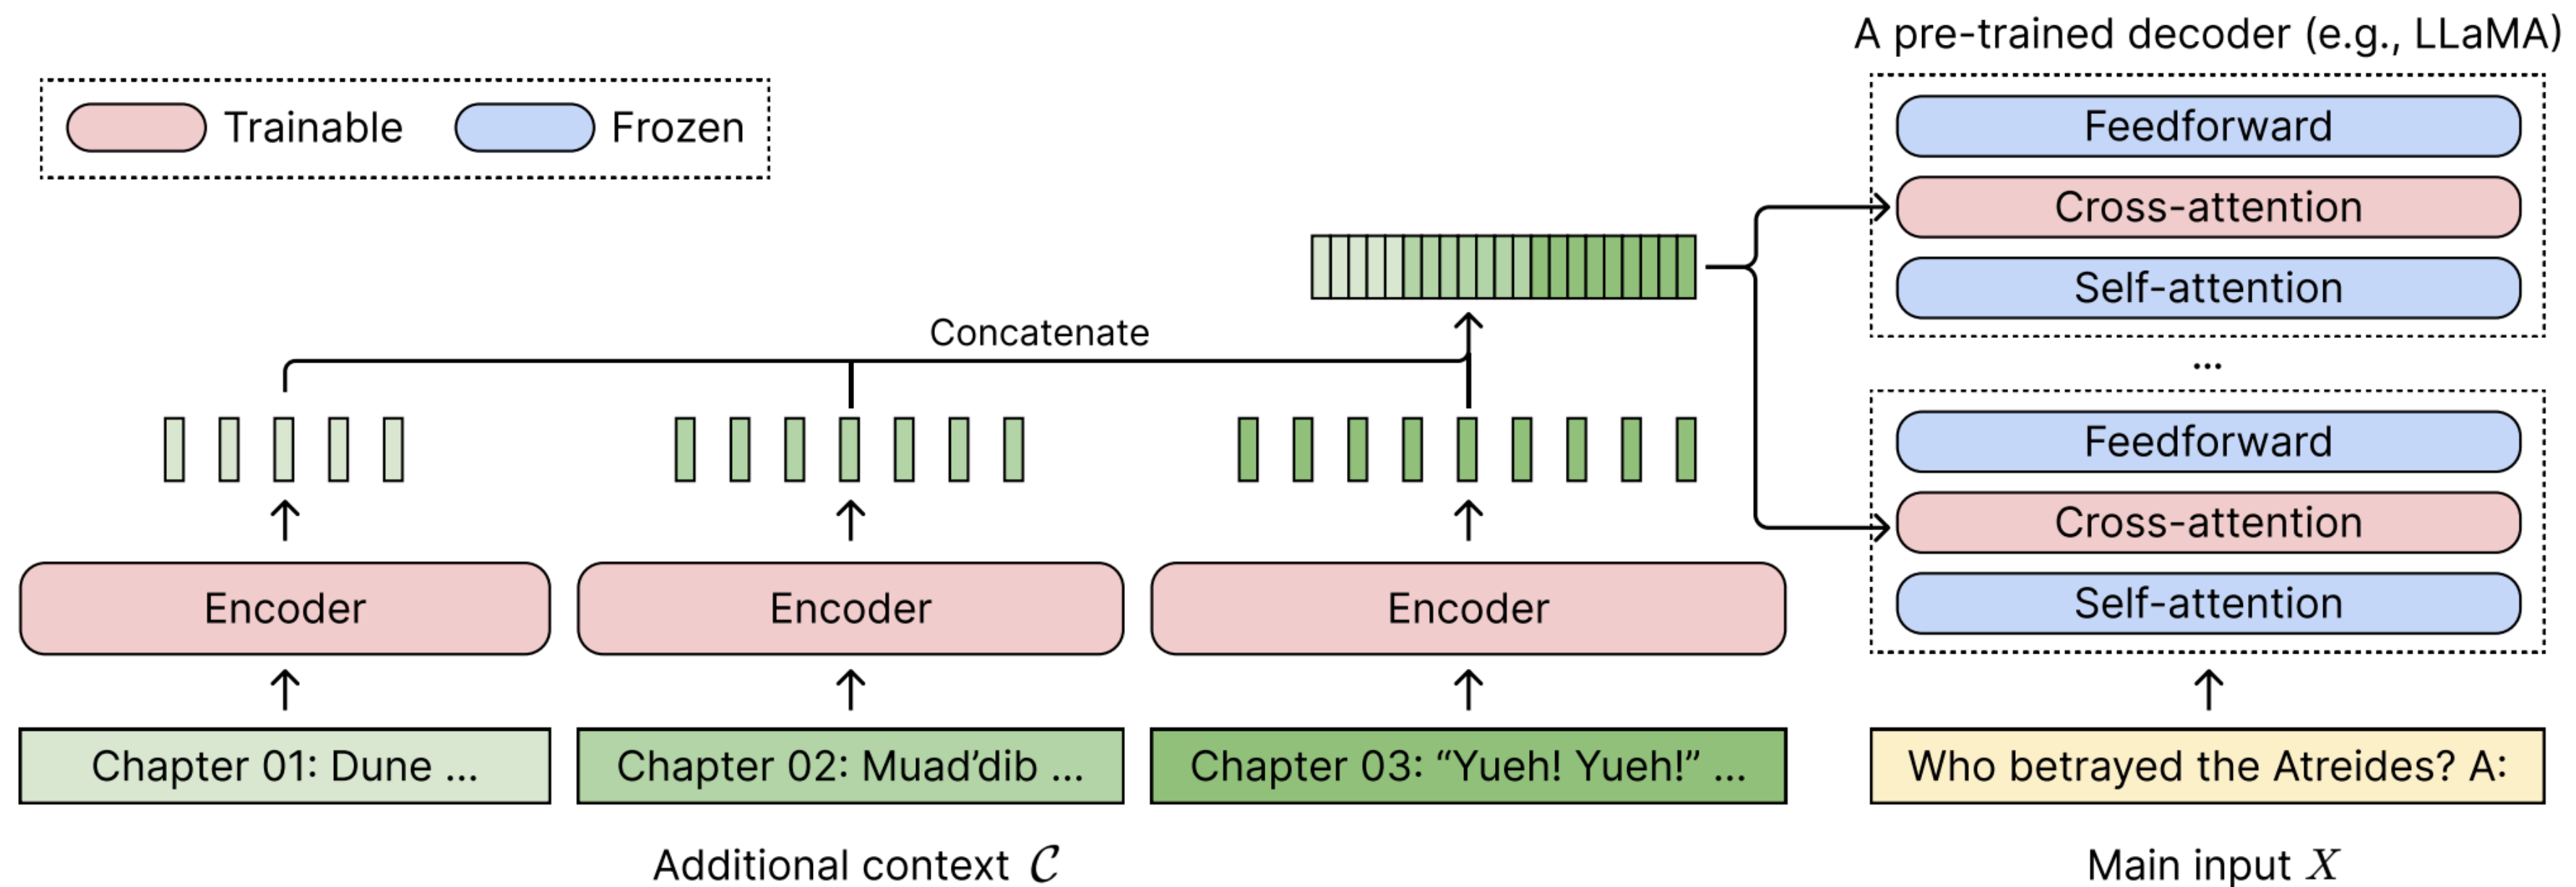 A pre-trained decoder (e.g., LLaMA)
Trainable
Frozen
Feedforward
Cross-attention
Self-attention
...
Feedforward
Cross-attention
Self-attention
Concatenate
Encoder
Encoder
Encoder
Chapter 01: Dune ...
Chapter 02: Muad’dib ...
Chapter 03: “Yueh! Yueh!” ...
Who betrayed the Atreides? A:
Additional context 𝒞
Main input X